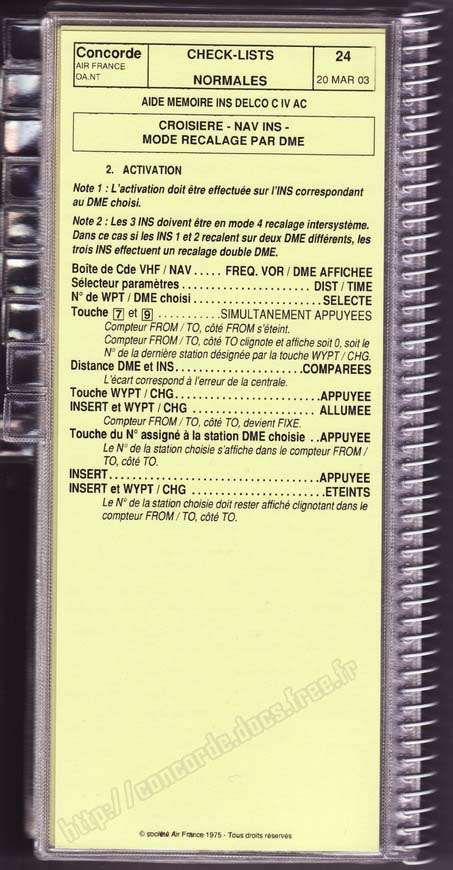 Concorde
AIR FRANCE
OA.NT
CHECK-LISTS
NORMALES
24
20 MAR 03
AIDE MEMOIRE INS DELCO C IV AC
CROISIERE - NAV INS -
MODE RECALAGE PAR DME
2. ACTIVATION
Note 1 : L'activation doit être effectuée sur l'INS correspondant
au DME choisi.
Note 2 : Les 3 INS doivent être en mode 4 recalage intersystème.
Dans ce cas si les INS 1 et 2 recalent sur deux DME différents, les
trois INS effectuent un recalage double DME.
Boîte de Cde VHF / NAV ..... FREQ. VOR / DME AFFICHEE
Sélecteur paramètres ........................ DIST / TIME
N° de WPT / DME choisi ........................ SELECTE
Touche 7 et 9 ........... SIMULTANEMENT APPUYEES
Compteur FROM / TO, côté FROM s'éteint.
Compteur FROM / TO, côté TO clignote et affiche soit 0, soit le
N° de la dernière station désignée par la touche WYPT / CHG.
Distance DME et INS ........................ COMPAREES
L'écart correspond à l'erreur de la centrale.
Touche WYPT / CHG ........................ APPUYEE
INSERT et WYPT / CHG ........................ ALLUMEE
Compteur FROM / TO, côté TO, devient FIXE.
Touche du N° assigné à la station DME choisie .. APPUYEE
Le N° de la station choisie s'affiche dans le compteur FROM /
TO, côté TO.
INSERT ........................ APPUYEE
INSERT et WYPT / CHG ........................ ETEINTS
Le N° de la station choisie doit rester affiché clignotant dans le
compteur FROM / TO, côté TO.
http://concorde.docs.free.fr
© société Air France 1975 - Tous droits réservés